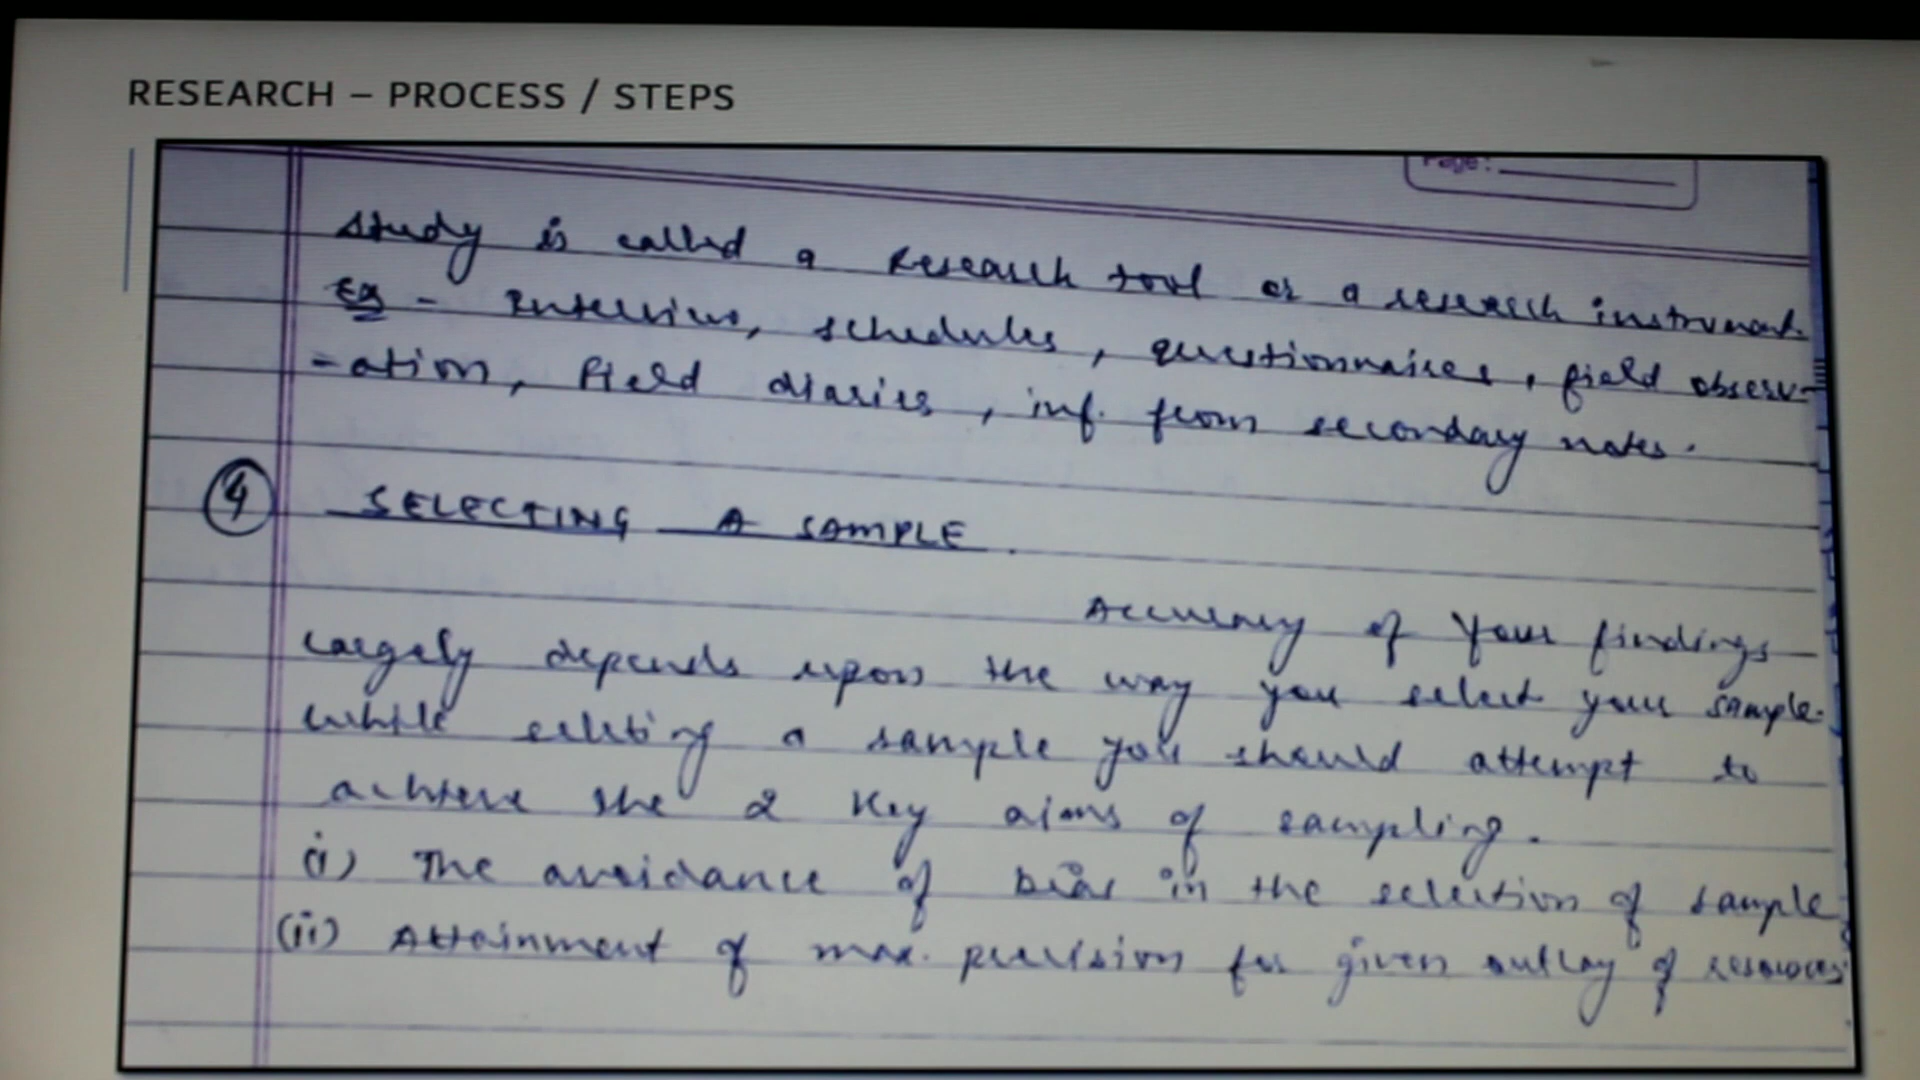 RESEARCH – PROCESS / STEPS
Page:
study is called a Research tool or a research instrument.
Eg - Interviews, schedules, questionnaires, field observ-
-ation, field diaries, inf. from secondary notes.
4 SELECTING A SAMPLE.
Accuracy of your findings
largely depends upon the way you select your sample.
While selecting a sample you should attempt to
achieve the 2 key aims of sampling.
(i) The avoidance of bias in the selection of sample
(ii) Attainment of max. precision for given outlay of resources